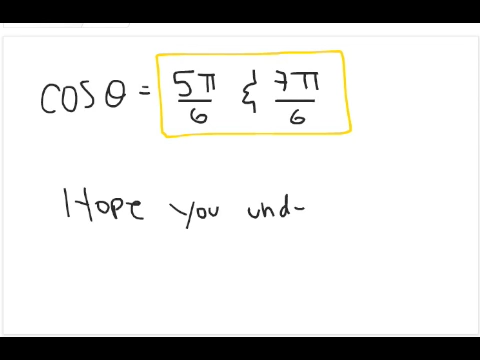 cos θ = 5π/6 & 7π/6
Hope you und-